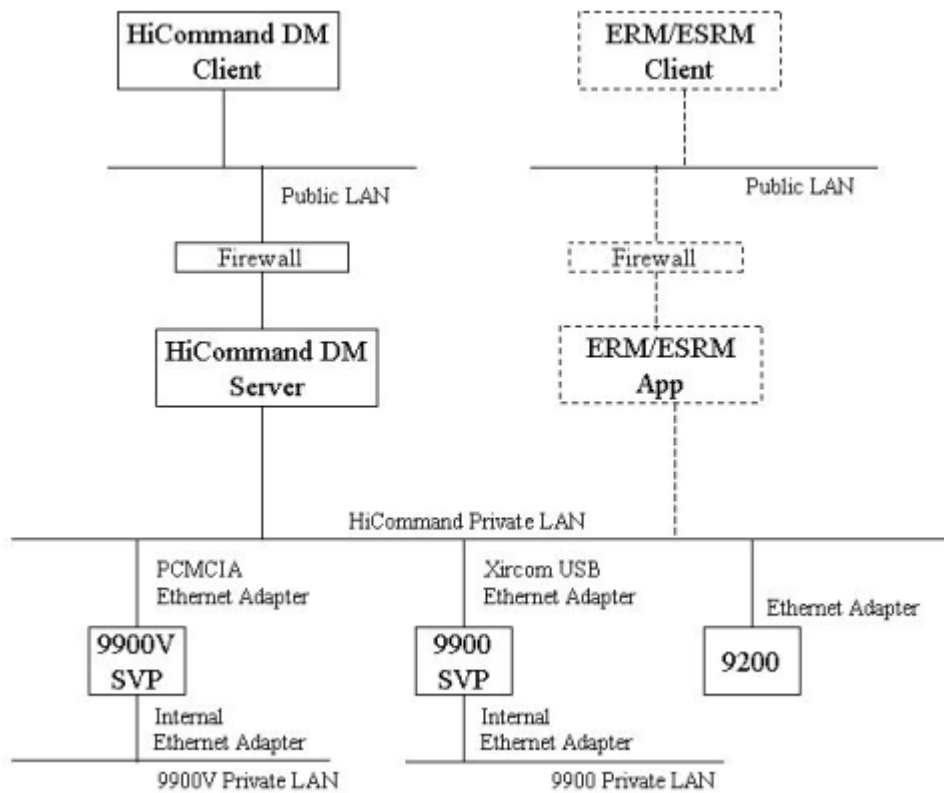 HiCommand DM
Client
ERM/ESRM
Client
Public LAN
Public LAN
Firewall
Firewall
HiCommand DM
Server
ERM/ESRM
App
HiCommand Private LAN
PCMCIA
Ethernet Adapter
Xircom USB
Ethernet Adapter
Ethernet Adapter
9900V
SVP
9900
SVP
9200
Internal
Ethernet Adapter
Internal
Ethernet Adapter
9900V Private LAN
9900 Private LAN